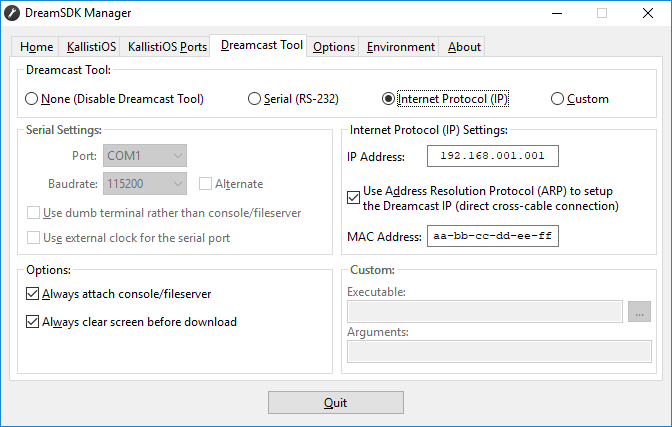 DreamSDK Manager
Home KallistiOS KallistiOS Ports Dreamcast Tool Options Environment About
Dreamcast Tool:
None (Disable Dreamcast Tool) Serial (RS-232) Internet Protocol (IP) Custom
Serial Settings:
Port: COM1
Baudrate: 115200 Alternate
Use dumb terminal rather than console/fileserver
Use external clock for the serial port
Internet Protocol (IP) Settings:
IP Address: 192.168.001.001
Use Address Resolution Protocol (ARP) to setup
the Dreamcast IP (direct cross-cable connection)
MAC Address: aa-bb-cc-dd-ee-ff
Options:
Always attach console/fileserver
Always clear screen before download
Custom:
Executable:
...
Arguments:
Quit